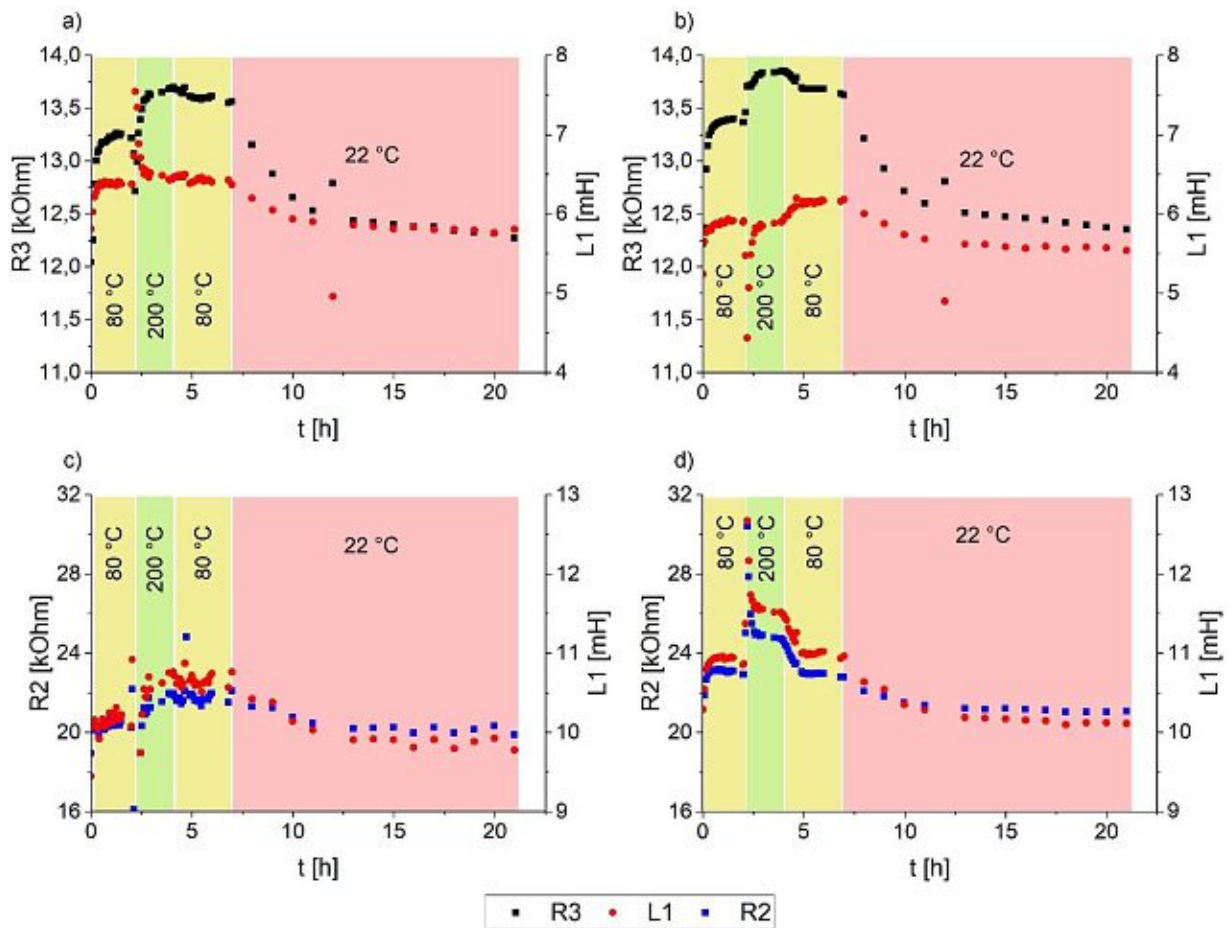 a)
14,0
13,5
13,0
12,5
12,0
11,5
11,0
R3 [kOhm]
80 °C
200 °C
80 °C
22 °C
8
7
6
5
4
L1 [mH]
0
5
10
15
20
t [h]
b)
14,0
13,5
13,0
12,5
12,0
11,5
11,0
R3 [kOhm]
80 °C
200 °C
80 °C
22 °C
8
7
6
5
4
L1 [mH]
0
5
10
15
20
t [h]
c)
32
28
24
20
16
R2 [kOhm]
80 °C
200 °C
80 °C
22 °C
13
12
11
10
9
L1 [mH]
0
5
10
15
20
t [h]
d)
32
28
24
20
16
R2 [kOhm]
80 °C
200 °C
80 °C
22 °C
13
12
11
10
9
L1 [mH]
0
5
10
15
20
t [h]
R3 L1 R2